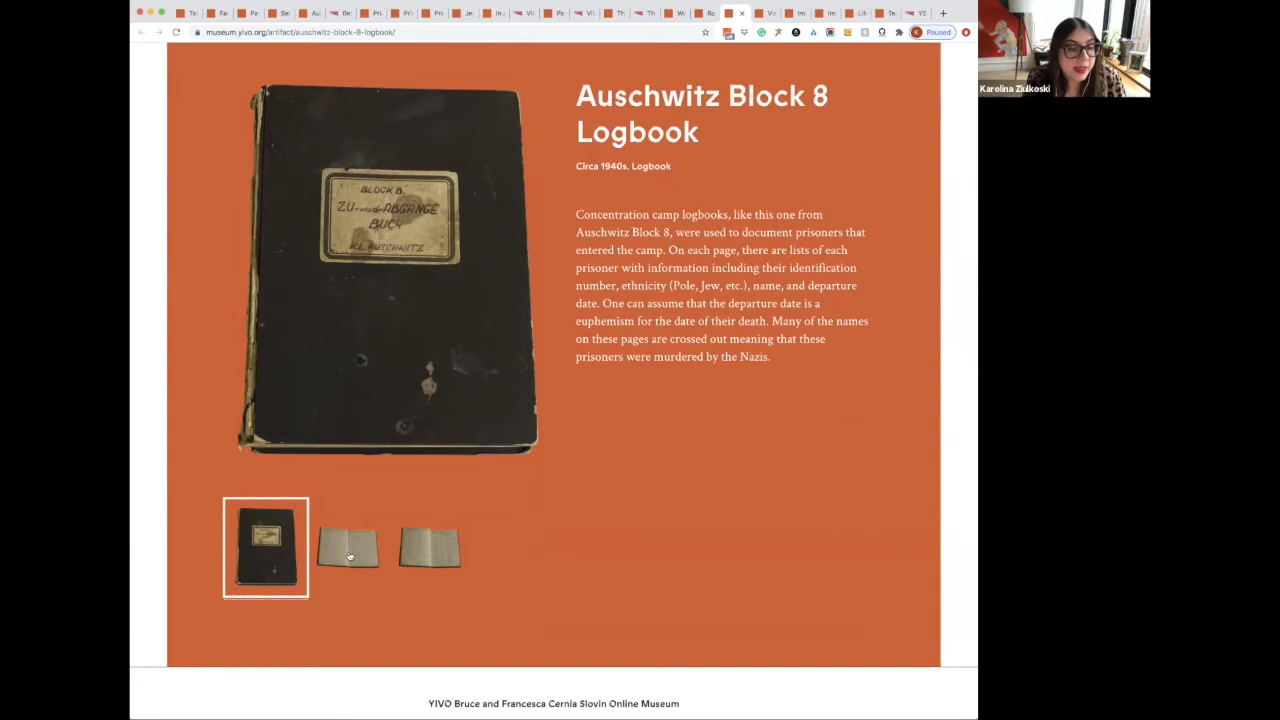 museum.yivo.org/artifact/auschwitz-block-8-logbook/
Paused
Karolina Ziulkoski
BLOCK 8.
ZU-und-ABGÄNGE
BUCH
K.L. AUSCHWITZ
Auschwitz Block 8
Logbook
Circa 1940s. Logbook
Concentration camp logbooks, like this one from
Auschwitz Block 8, were used to document prisoners that
entered the camp. On each page, there are lists of each
prisoner with information including their identification
number, ethnicity (Pole, Jew, etc.), name, and departure
date. One can assume that the departure date is a
euphemism for the date of their death. Many of the names
on these pages are crossed out meaning that these
prisoners were murdered by the Nazis.
YIVO Bruce and Francesca Cernia Slovin Online Museum